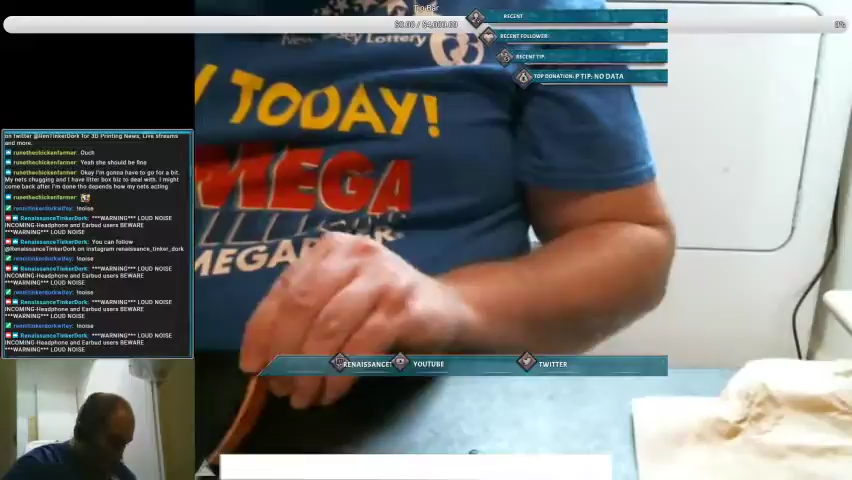 Tip Bar
$0.00 / $4,000.00
0%
RECENT
RECENT FOLLOWER:
RECENT TIP:
TOP DONATION: P TIP: NO DATA
New Jersey Lottery
TODAY!
MEGA
on Twitter @RenTinkerDork for 3D Printing News, Live streams
and more.
runethechickenfarmer: Ouch
runethechickenfarmer: Yeah she should be fine
runethechickenfarmer: Okay I'm gonna have to go for a bit.
My nets chugging and I have litter box biz to deal with. I might
come back after I'm done tho depends how my nets acting
runethechickenfarmer:
!noise
RenaissanceTinkerDork: ***WARNING*** LOUD NOISE
INCOMING-Headphone and Earbud users BEWARE
***WARNING*** LOUD NOISE
RenaissanceTinkerDork: You can follow
@RenaissanceTinkerDork on Instagram renaissance_tinker_dork
!noise
RenaissanceTinkerDork: ***WARNING*** LOUD NOISE
INCOMING-Headphone and Earbud users BEWARE
***WARNING*** LOUD NOISE
!noise
RenaissanceTinkerDork: ***WARNING*** LOUD NOISE
INCOMING-Headphone and Earbud users BEWARE
***WARNING*** LOUD NOISE
!noise
RenaissanceTinkerDork: ***WARNING*** LOUD NOISE
INCOMING-Headphone and Earbud users BEWARE
***WARNING*** LOUD NOISE
RENAISSANCET
YOUTUBE
TWITTER